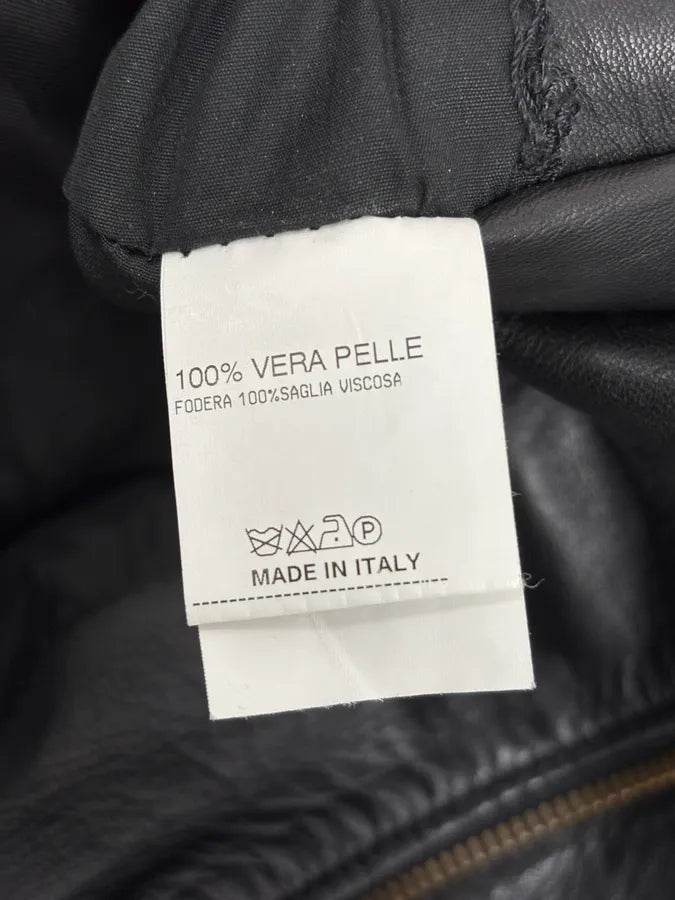 100% VERA PELLE
FODERA 100%SAGLIA VISCOSA
P
MADE IN ITALY